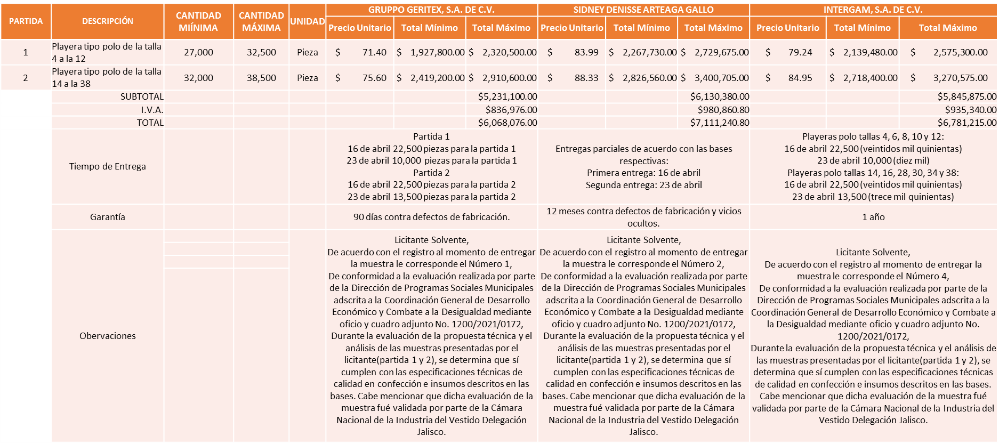 GRUPPO GERITEX, S.A. DE C.V. SIDNEY DENISSE ARTEAGA GALLO INTERGAM, S.A. DE C.V.
PARTIDA DESCRIPCIÓN CANTIDAD MIÍNIMA CANTIDAD MÁXIMA UNIDAD Precio Unitario Total Mínimo Total Máximo Precio Unitario Total Mínimo Total Máximo Precio Unitario Total Mínimo Total Máximo
1 Playera tipo polo de la talla 4 a la 12 27,000 32,500 Pieza $ 71.40 $ 1,927,800.00 $ 2,320,500.00 $ 83.99 $ 2,267,730.00 $ 2,729,675.00 $ 79.24 $ 2,139,480.00 $ 2,575,300.00
2 Playera tipo polo de la talla 14 a la 38 32,000 38,500 Pieza $ 75.60 $ 2,419,200.00 $ 2,910,600.00 $ 88.33 $ 2,826,560.00 $ 3,400,705.00 $ 84.95 $ 2,718,400.00 $ 3,270,575.00
SUBTOTAL $5,231,100.00 $6,130,380.00 $5,845,875.00
I.V.A. $836,976.00 $980,860.80 $935,340.00
TOTAL $6,068,076.00 $7,111,240.80 $6,781,215.00
Tiempo de Entrega
Partida 1
16 de abril 22,500 piezas para la partida 1
23 de abril 10,000 piezas para la partida 1
Partida 2
16 de abril 22,500 piezas para la partida 2
23 de abril 13,500 piezas para la partida 2
Entregas parciales de acuerdo con las bases
respectivas:
Primera entrega: 16 de abril
Segunda entrega: 23 de abril
Playeras polo tallas 4, 6, 8, 10 y 12:
16 de abril 22,500 (veintidos mil quinientas)
23 de abril 10,000 (diez mil)
Playeras polo tallas 14, 16, 28, 30, 34 y 38:
16 de abril 22,500 (veintidos mil quinientas)
23 de abril 13,500 (trece mil quinientas)
Garantía
90 días contra defectos de fabricación.
12 meses contra defectos de fabricación y vicios
ocultos.
1 año
Obervaciones
Licitante Solvente,
De acuerdo con el registro al momento de entregar
la muestra le corresponde el Número 1,
De conformidad a la evaluación realizada por parte
de la Dirección de Programas Sociales Municipales
adscrita a la Coordinación General de Desarrollo
Económico y Combate a la Desigualdad mediante
oficio y cuadro adjunto No. 1200/2021/0172,
Durante la evaluación de la propuesta técnica y el
análisis de las muestras presentadas por el
licitante(partida 1 y 2), se determina que sí
cumplen con las especificaciones técnicas de
calidad en confección e insumos descritos en las
bases. Cabe mencionar que dicha evaluación de la
muestra fué validada por parte de la Cámara
Nacional de la Industria del Vestido Delegación
Jalisco.
Licitante Solvente,
De acuerdo con el registro al momento de entregar
la muestra le corresponde el Número 2,
De conformidad a la evaluación realizada por parte
de la Dirección de Programas Sociales Municipales
adscrita a la Coordinación General de Desarrollo
Económico y Combate a la Desigualdad mediante
oficio y cuadro adjunto No. 1200/2021/0172,
Durante la evaluación de la propuesta técnica y el
análisis de las muestras presentadas por el
licitante(partida 1 y 2), se determina que sí
cumplen con las especificaciones técnicas de
calidad en confección e insumos descritos en las
bases. Cabe mencionar que dicha evaluación de la
muestra fué validada por parte de la Cámara
Nacional de la Industria del Vestido Delegación
Jalisco.
Licitante Solvente,
De acuerdo con el registro al momento de entregar la
muestra le corresponde el Número 4,
De conformidad a la evaluación realizada por parte de la
Dirección de Programas Sociales Municipales adscrita a la
Coordinación General de Desarrollo Económico y Combate a
la Desigualdad mediante oficio y cuadro adjunto No.
1200/2021/0172,
Durante la evaluación de la propuesta técnica y el análisis de
las muestras presentadas por el licitante(partida 1 y 2), se
determina que sí cumplen con las especificaciones técnicas
de calidad en confección e insumos descritos en las bases.
Cabe mencionar que dicha evaluación de la muestra fué
validada por parte de la Cámara Nacional de la Industria del
Vestido Delegación Jalisco.